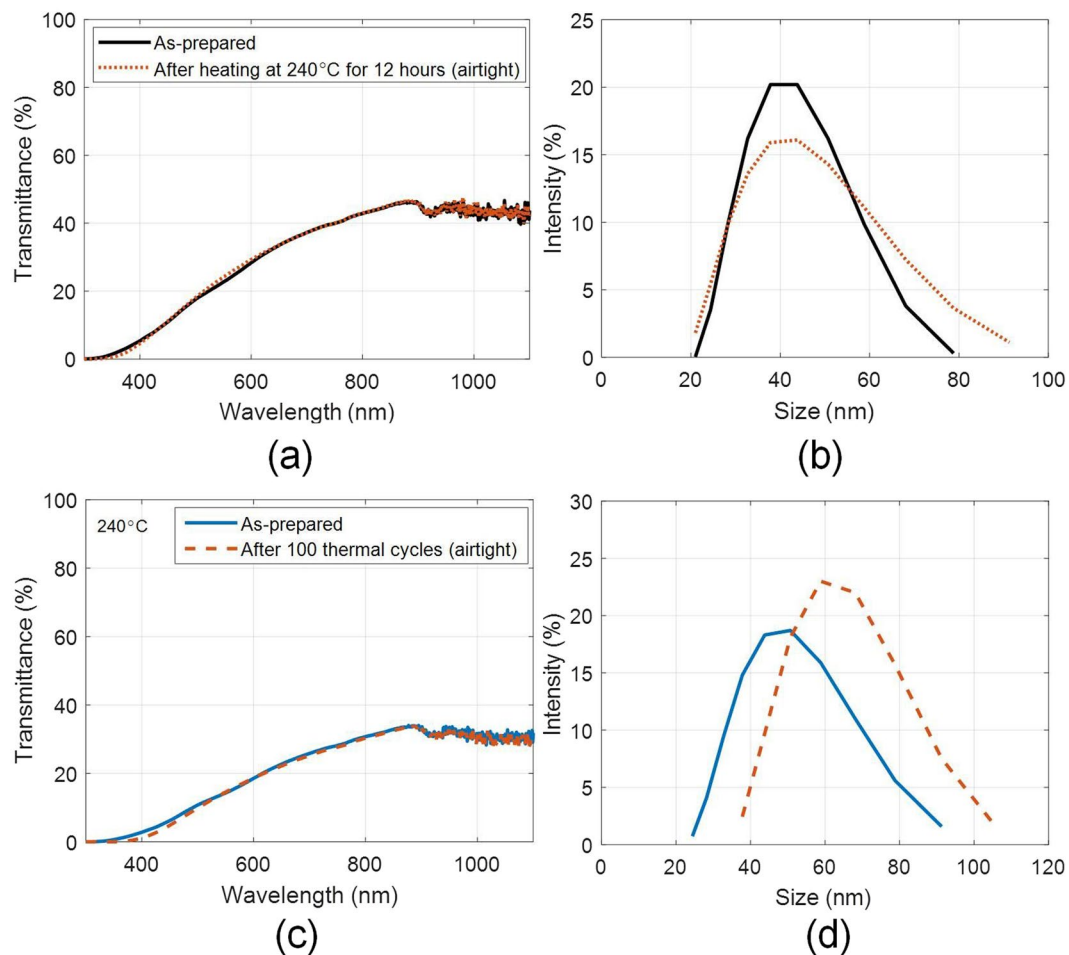 100
80
60
40
20
0
Transmittance (%)
As-prepared
After heating at 240°C for 12 hours (airtight)
400
600
800
1000
Wavelength (nm)
(a)
25
20
15
10
5
0
Intensity (%)
0
20
40
60
80
100
Size (nm)
(b)
100
80
60
40
20
0
Transmittance (%)
240°C
As-prepared
After 100 thermal cycles (airtight)
400
600
800
1000
Wavelength (nm)
(c)
30
25
20
15
10
5
0
Intensity (%)
0
20
40
60
80
100
120
Size (nm)
(d)